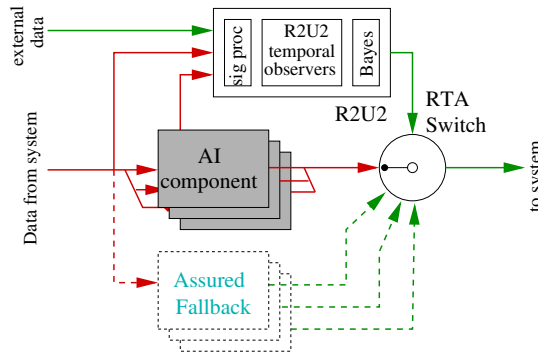 external
data
sig proc
R2U2
temporal
observers
Bayes
R2U2
RTA
Switch
Data from system
AI
component
to system
Assured
Fallback